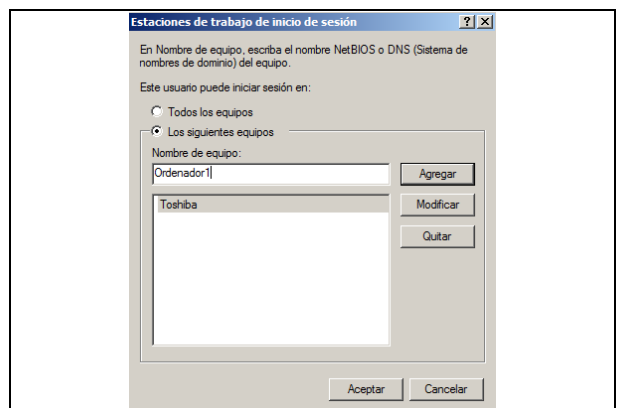 Estaciones de trabajo de inicio de sesión
En Nombre de equipo, escriba el nombre NetBIOS o DNS (Sistema de
nombres de dominio) del equipo.
Este usuario puede iniciar sesión en:
Todos los equipos
Los siguientes equipos
Nombre de equipo:
Ordenador1
Agregar
Toshiba
Modificar
Quitar
Aceptar
Cancelar